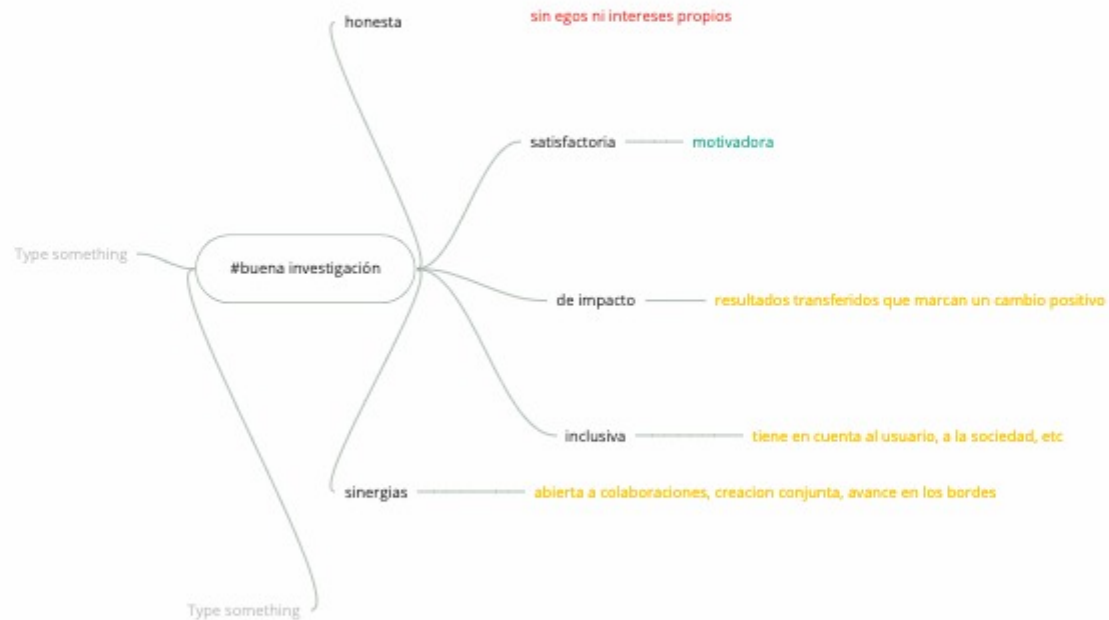 honesta
sin egos ni intereses propios
satisfactoria
motivadora
Type something
#buena investigación
de impacto
resultados transferidos que marcan un cambio positivo
inclusiva
tiene en cuenta al usuario, a la sociedad, etc
sinergias
abierta a colaboraciones, creacion conjunta, avance en los bordes
Type something